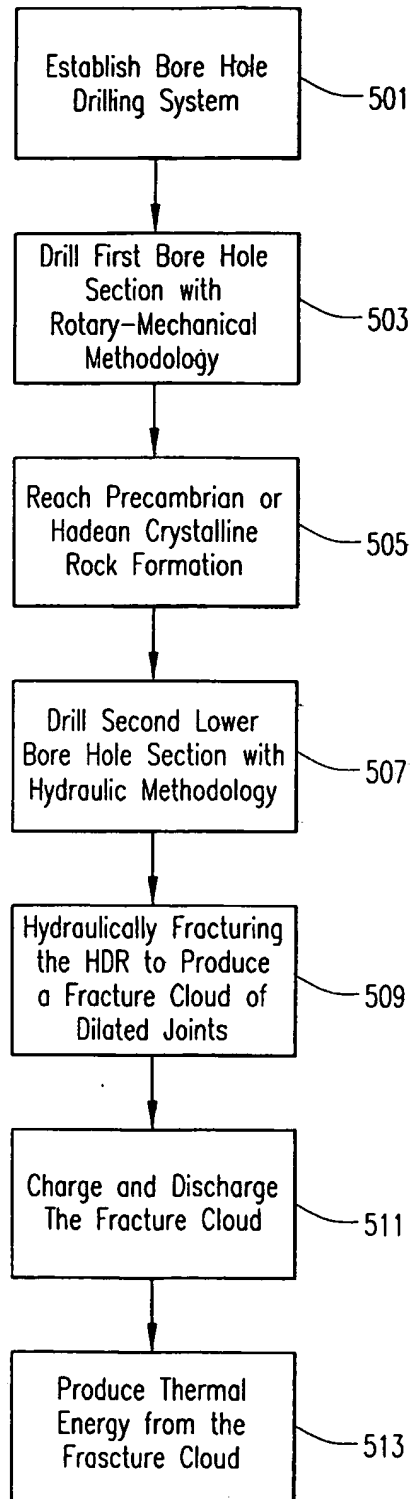 Establish Bore Hole
Drilling System
501
Drill First Bore Hole
Section with
Rotary-Mechanical
Methodology
503
Reach Precambrian or
Hadean Crystalline
Rock Formation
505
Drill Second Lower
Bore Hole Section with
Hydraulic Methodology
507
Hydraulically Fracturing
the HDR to Produce
a Fracture Cloud of
Dilated Joints
509
Charge and Discharge
The Fracture Cloud
511
Produce Thermal
Energy from the
Frascture Cloud
513